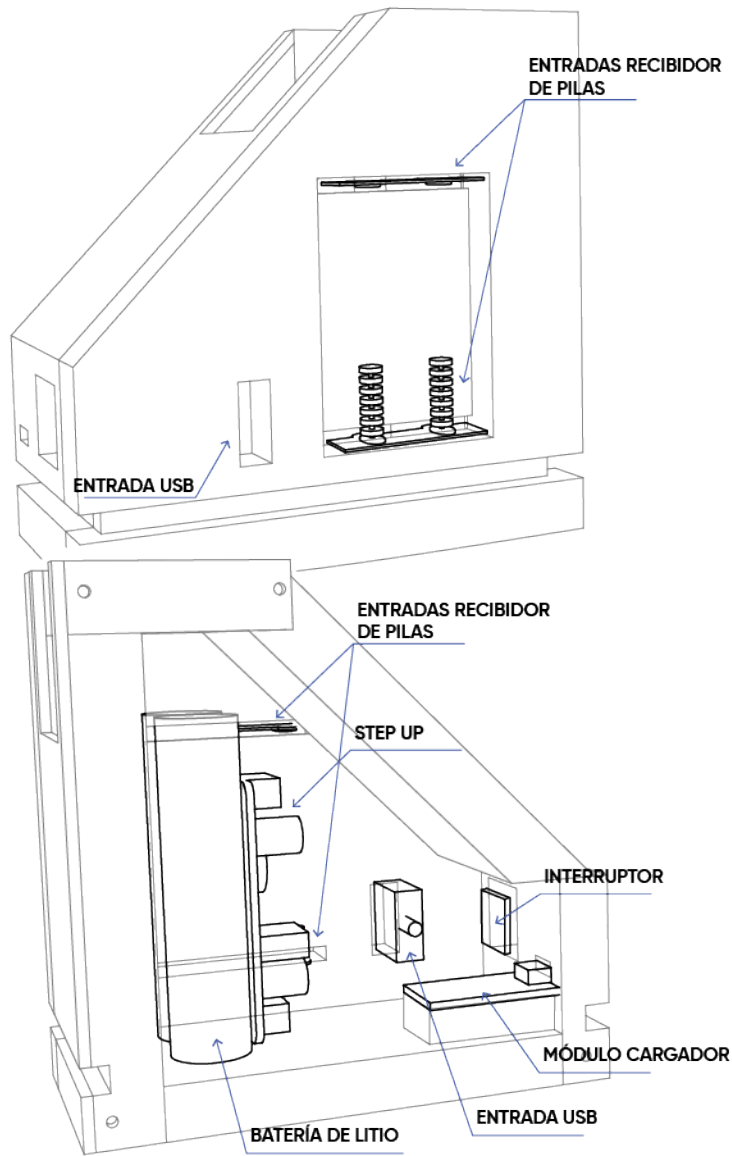 ENTRADAS RECIBIDOR
DE PILAS
ENTRADA USB
ENTRADAS RECIBIDOR
DE PILAS
STEP UP
INTERRUPTOR
MÓDULO CARGADOR
ENTRADA USB
BATERÍA DE LITIO